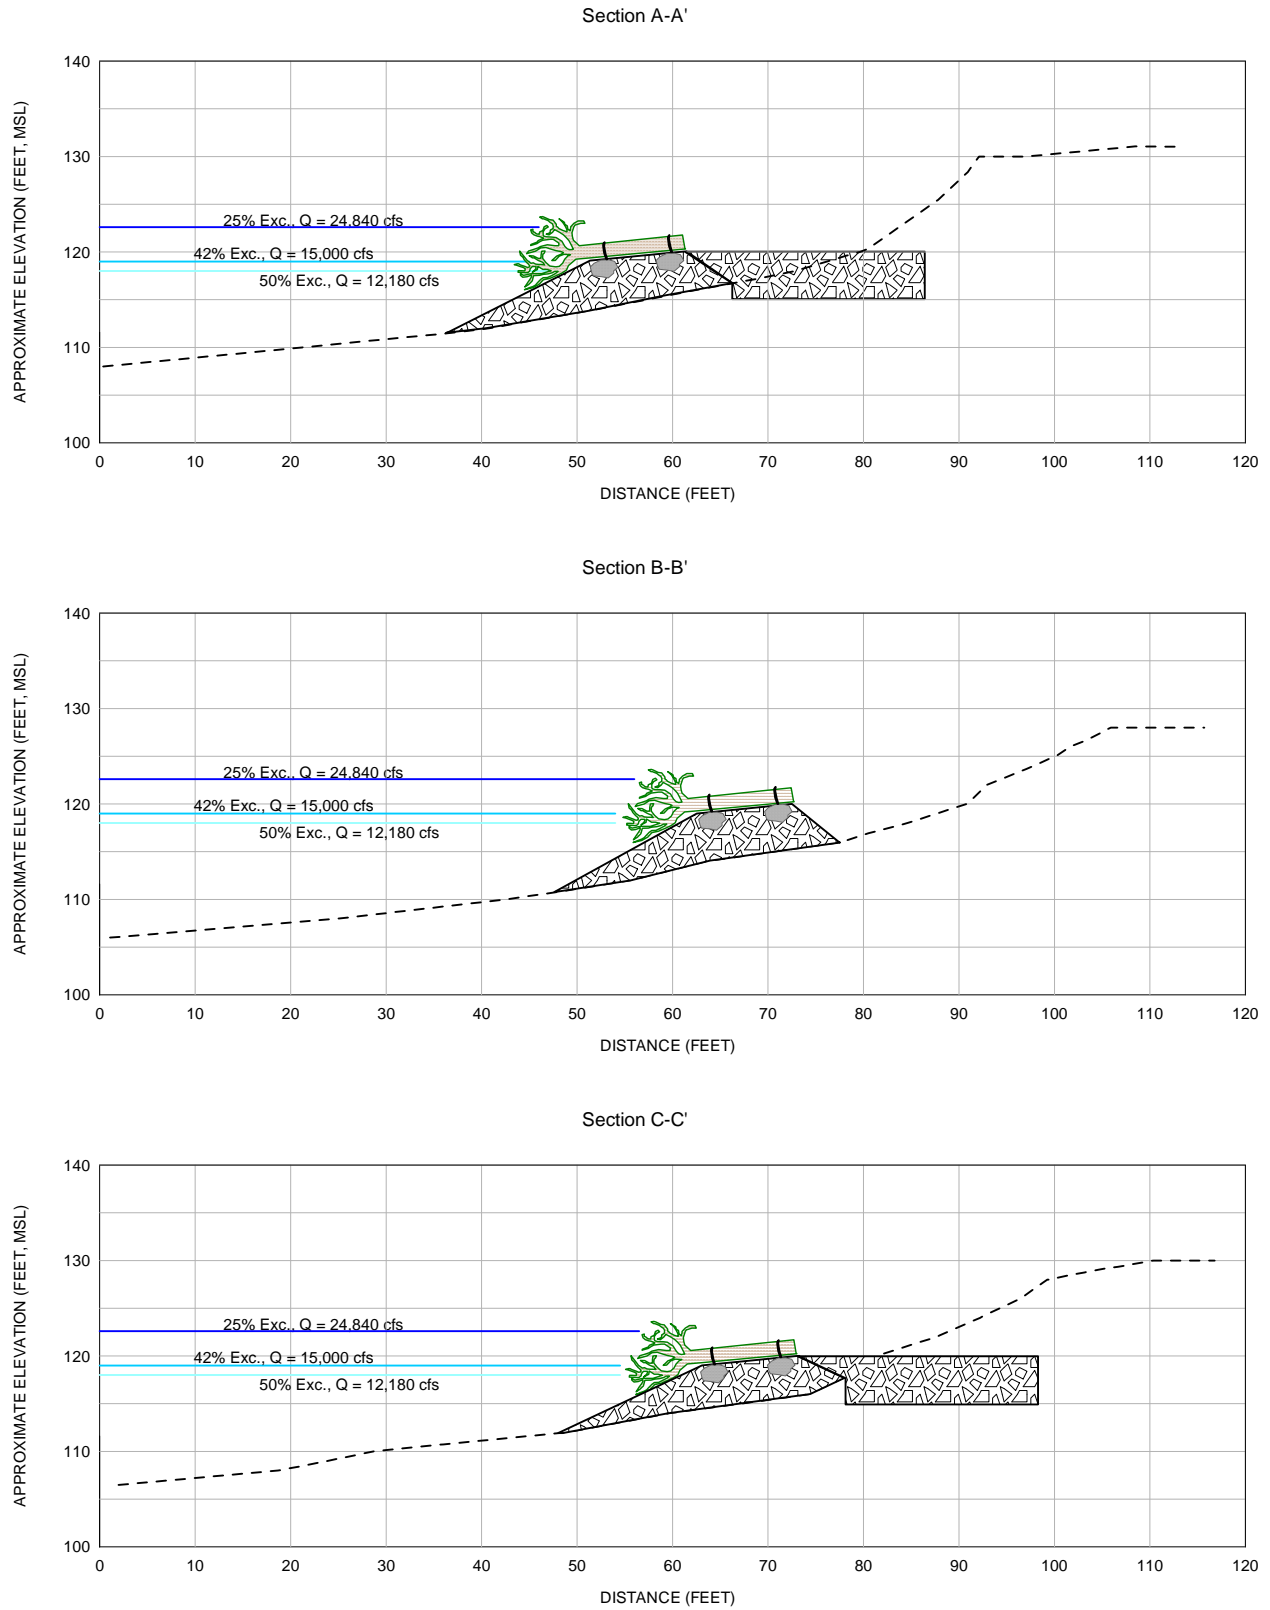 Section A-A'
APPROXIMATE ELEVATION (FEET, MSL)
140
130
120
110
100
25% Exc., Q = 24,840 cfs
42% Exc., Q = 15,000 cfs
50% Exc., Q = 12,180 cfs
0 10 20 30 40 50 60 70 80 90 100 110 120
DISTANCE (FEET)
Section B-B'
APPROXIMATE ELEVATION (FEET, MSL)
140
130
120
110
100
25% Exc., Q = 24,840 cfs
42% Exc., Q = 15,000 cfs
50% Exc., Q = 12,180 cfs
0 10 20 30 40 50 60 70 80 90 100 110 120
DISTANCE (FEET)
Section C-C'
APPROXIMATE ELEVATION (FEET, MSL)
140
130
120
110
100
25% Exc., Q = 24,840 cfs
42% Exc., Q = 15,000 cfs
50% Exc., Q = 12,180 cfs
0 10 20 30 40 50 60 70 80 90 100 110 120
DISTANCE (FEET)